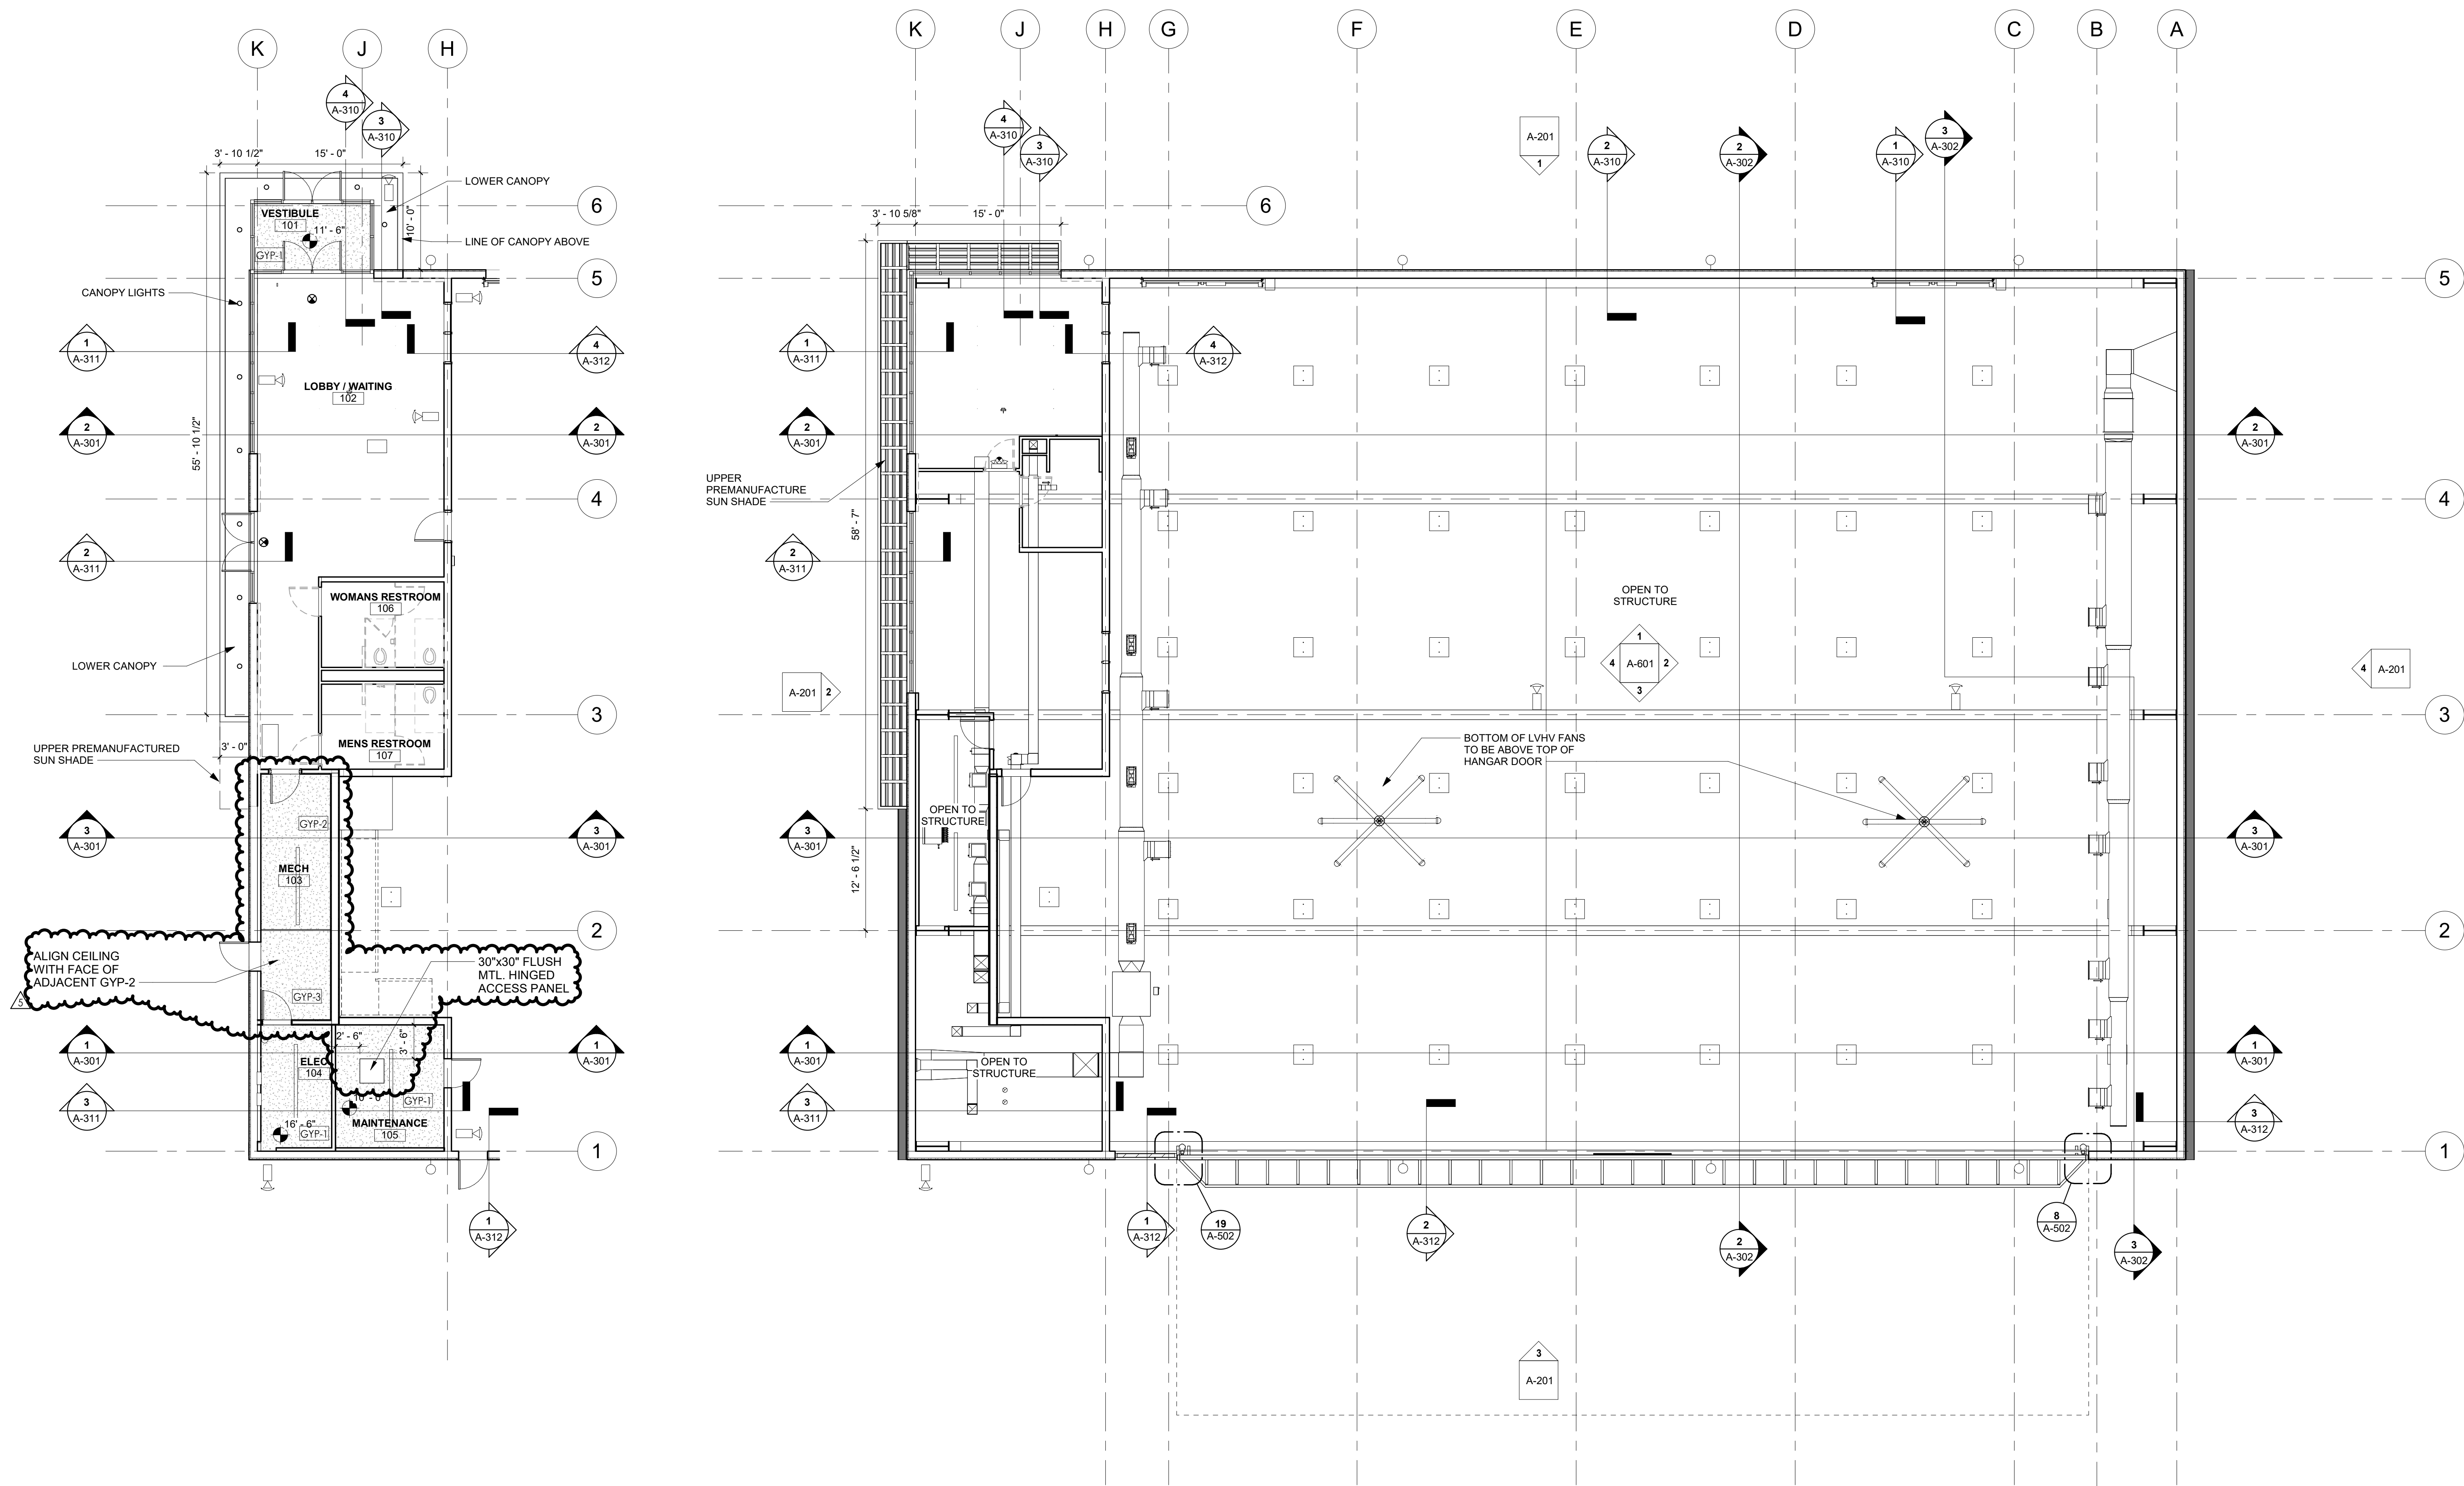 K
J
H
K
J
H
G
F
E
D
C
B
A
4
A-310
3
A-310
4
A-310
3
A-310
A-201
1
2
A-310
2
A-302
1
A-310
3
A-302
3' - 10 1/2"
15' - 0"
LOWER CANOPY
6
VESTIBULE
101
11' - 6"
10' - 0"
LINE OF CANOPY ABOVE
GYP-1
5
CANOPY LIGHTS
1
A-311
4
A-312
LOBBY / WAITING
102
2
A-301
2
A-301
55' - 10 1/2"
4
2
A-311
WOMANS RESTROOM
106
LOWER CANOPY
3
MENS RESTROOM
107
UPPER PREMANUFACTURED
SUN SHADE
3' - 0"
GYP-2
3
A-301
3
A-301
MECH
103
2
ALIGN CEILING
WITH FACE OF
ADJACENT GYP-2
5
30"x30" FLUSH
MTL. HINGED
ACCESS PANEL
GYP-3
2' - 6"
3' - 6"
1
A-301
1
A-301
ELEC
104
GYP-1
3
A-311
16' - 6"
GYP-1
MAINTENANCE
105
1
1
A-312
3' - 10 5/8"
15' - 0"
6
5
1
A-311
4
A-312
2
A-301
2
A-301
UPPER
PREMANUFACTURE
SUN SHADE
58' - 7"
4
2
A-311
OPEN TO
STRUCTURE
1
4
A-601
2
3
4
A-201
A-201
2
3
BOTTOM OF LVHV FANS
TO BE ABOVE TOP OF
HANGAR DOOR
OPEN TO
STRUCTURE
3
A-301
3
A-301
12' - 6 1/2"
2
1
A-301
1
A-301
OPEN TO
STRUCTURE
3
A-311
3
A-312
1
1
A-312
19
A-502
2
A-312
2
A-302
8
A-502
3
A-302
3
A-201